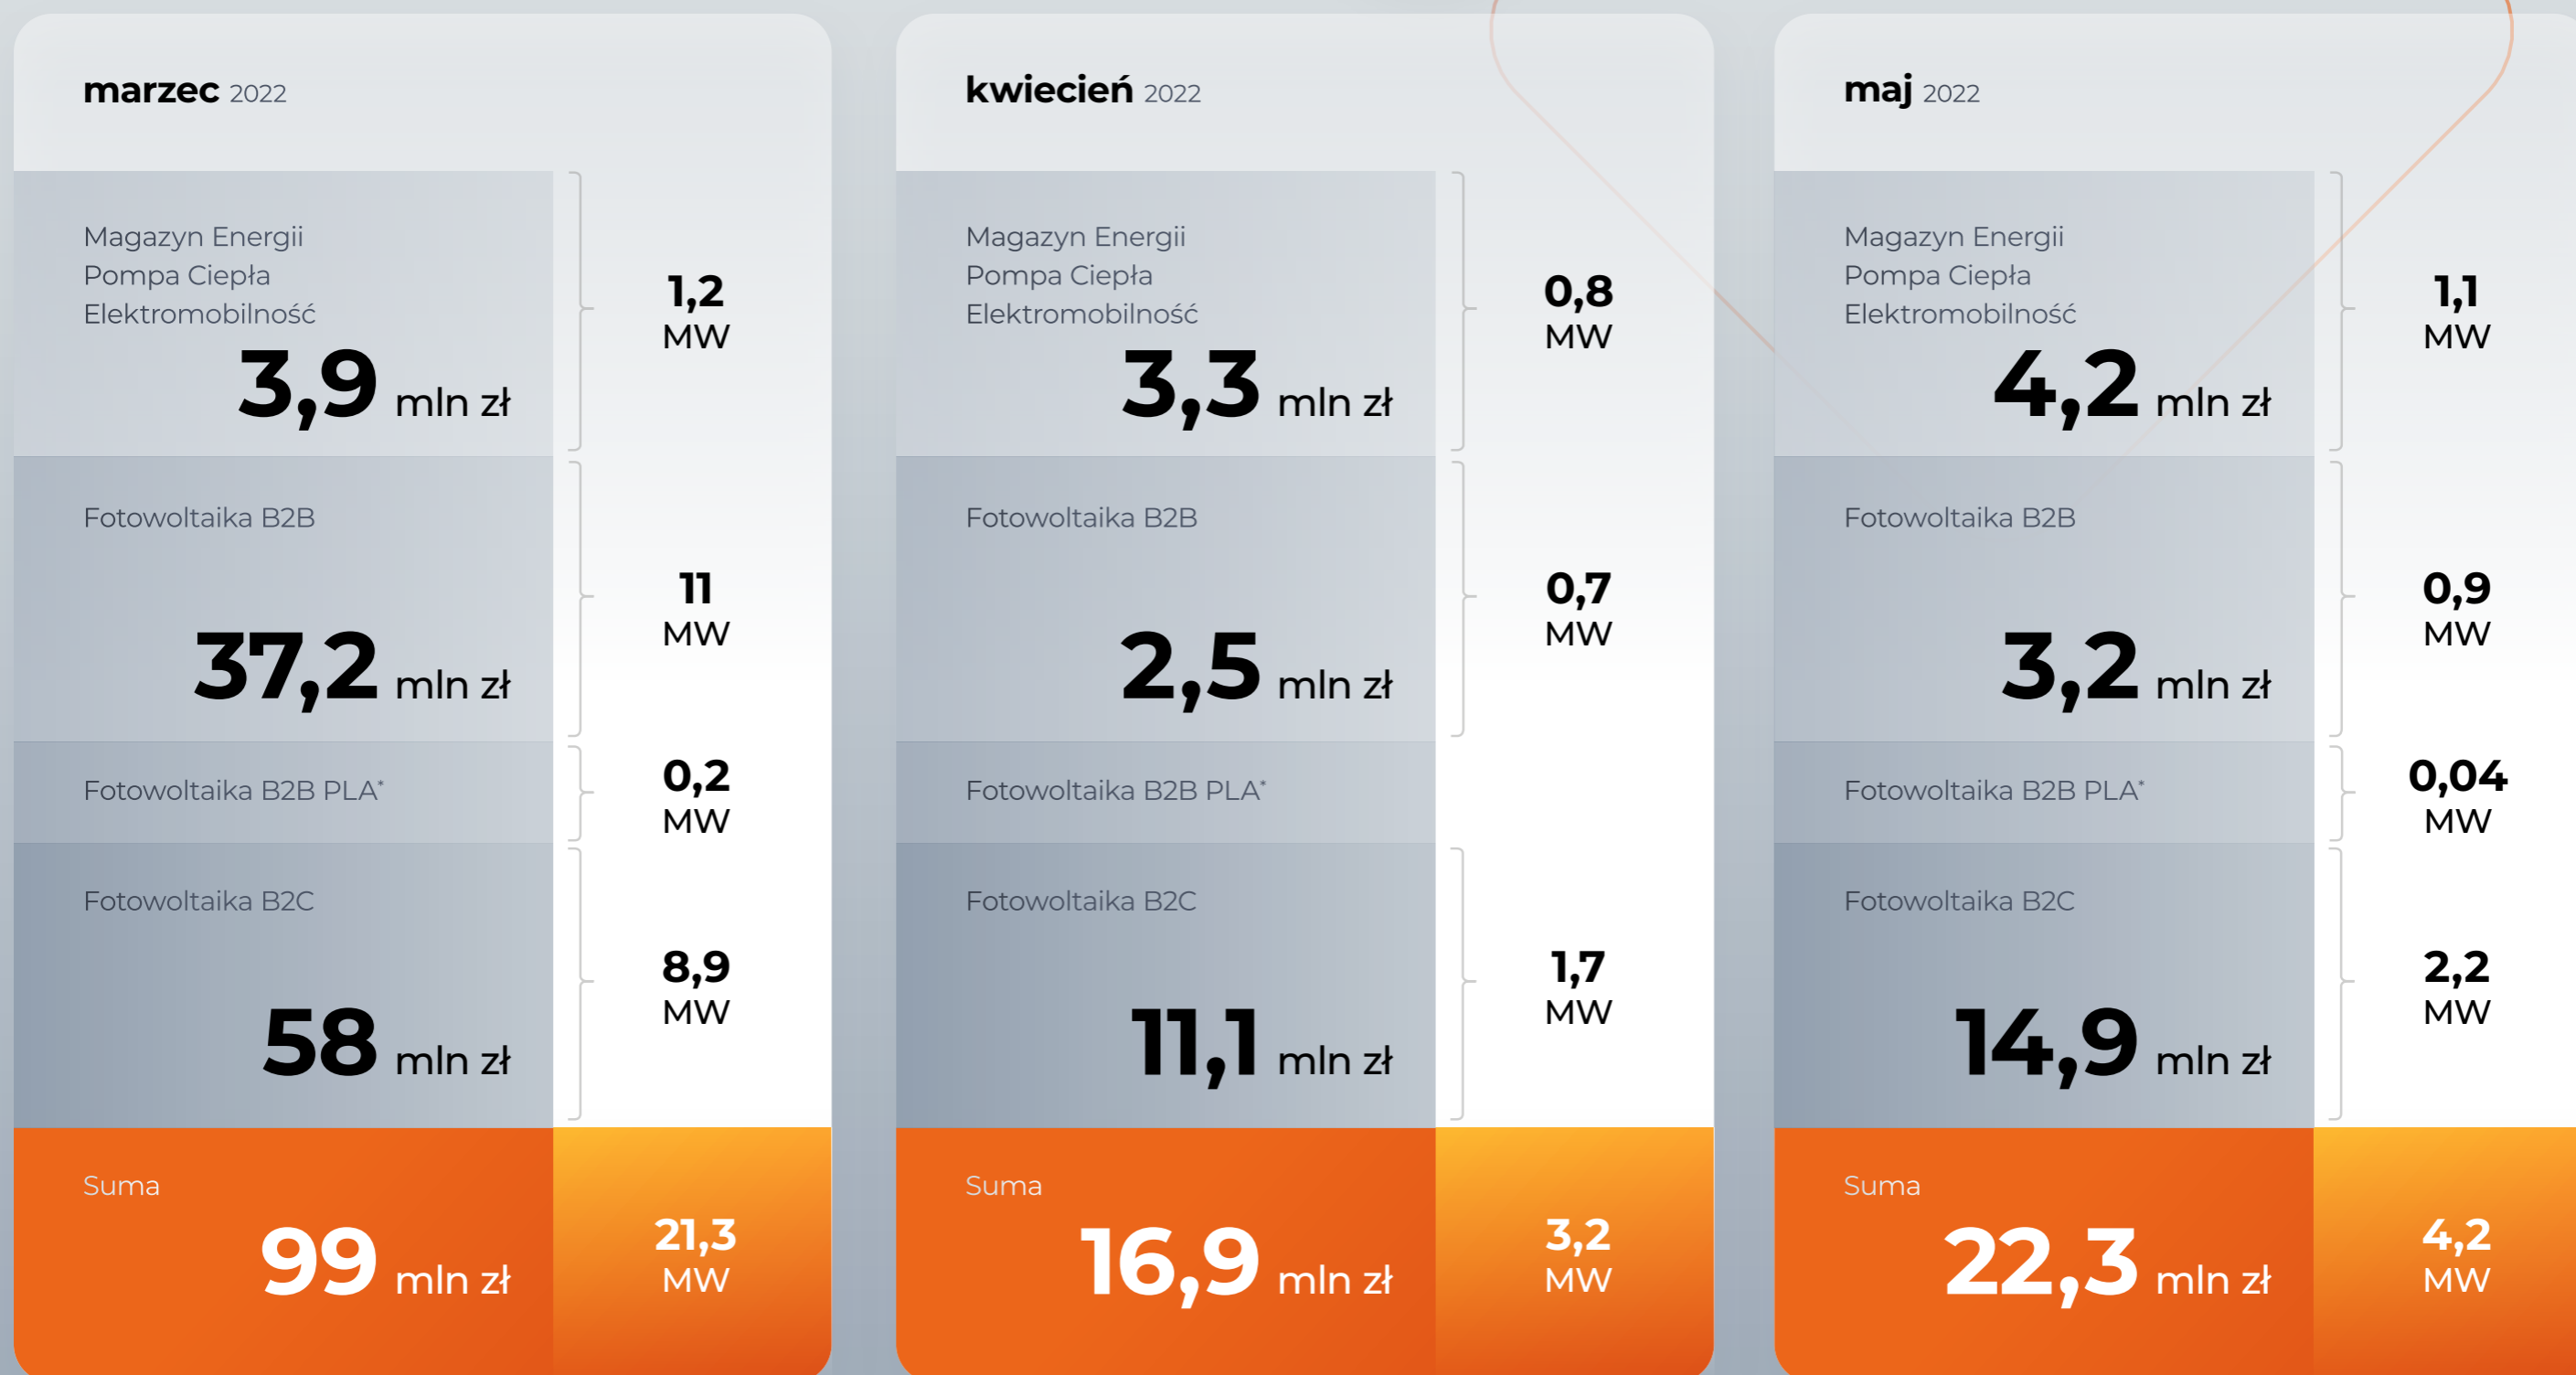 marzec 2022
Magazyn Energii
Pompa Ciepła
Elektromobilność
3,9 mln zł
1,2
MW
Fotowoltaika B2B
37,2 mln zł
11
MW
Fotowoltaika B2B PLA*
0,2
MW
Fotowoltaika B2C
58 mln zł
8,9
MW
Suma
99 mln zł
21,3
MW
kwiecień 2022
Magazyn Energii
Pompa Ciepła
Elektromobilność
3,3 mln zł
0,8
MW
Fotowoltaika B2B
2,5 mln zł
0,7
MW
Fotowoltaika B2B PLA*
Fotowoltaika B2C
11,1 mln zł
1,7
MW
Suma
16,9 mln zł
3,2
MW
maj 2022
Magazyn Energii
Pompa Ciepła
Elektromobilność
4,2 mln zł
1,1
MW
Fotowoltaika B2B
3,2 mln zł
0,9
MW
Fotowoltaika B2B PLA*
0,04
MW
Fotowoltaika B2C
14,9 mln zł
2,2
MW
Suma
22,3 mln zł
4,2
MW